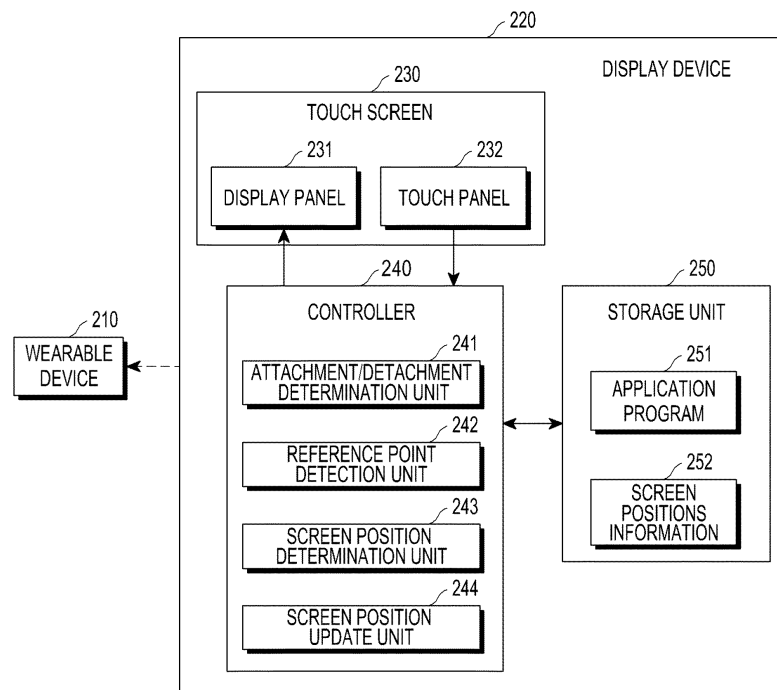 220
DISPLAY DEVICE
230
TOUCH SCREEN
231
DISPLAY PANEL
232
TOUCH PANEL
240
CONTROLLER
241
ATTACHMENT/DETACHMENT
DETERMINATION UNIT
242
REFERENCE POINT
DETECTION UNIT
243
SCREEN POSITION
DETERMINATION UNIT
244
SCREEN POSITION
UPDATE UNIT
250
STORAGE UNIT
251
APPLICATION
PROGRAM
252
SCREEN
POSITIONS
INFORMATION
210
WEARABLE
DEVICE